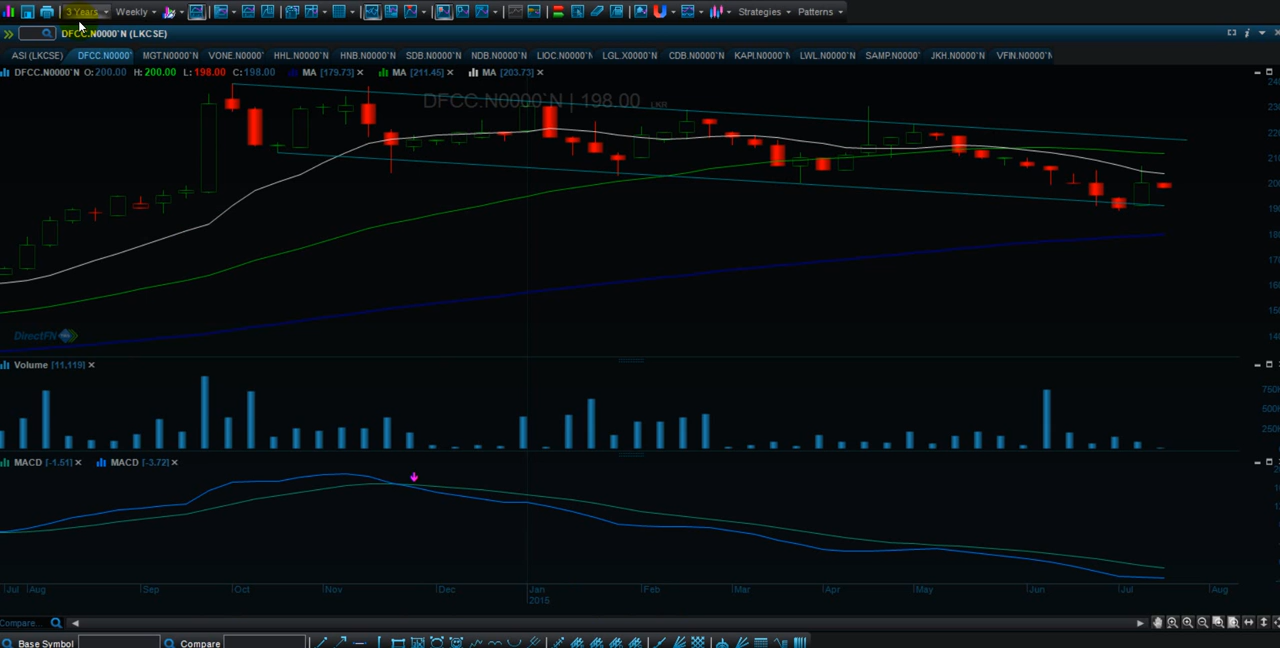 3 Years Weekly Strategies Patterns
DFCC.N0000`N (LKCSE)
ASI (LKCSE) DFCC.N0000 MGT.N0000`N VONE.N0000`N HHL.N0000`N HNB.N0000`N SDB.N0000`N NDB.N0000`N LIOC.N0000`N LGL.X0000`N CDB.N0000`N KAPI.N0000`N LWL.N0000`N SAMP.N0000` JKH.N0000`N VFIN.N0000`N
DFCC.N0000`N O:200.00 H:200.00 L:198.00 C:198.00 MA [179.73] MA [211.45] MA [203.73]
DFCC.N0000`N | 198.00 LKR
DirectFN
Volume [11,119]
MACD [-1.51] MACD [-3.72]
Jul Aug Sep Oct Nov Dec Jan Feb Mar Apr May Jun Jul Aug
2015
Compare
Base Symbol Compare